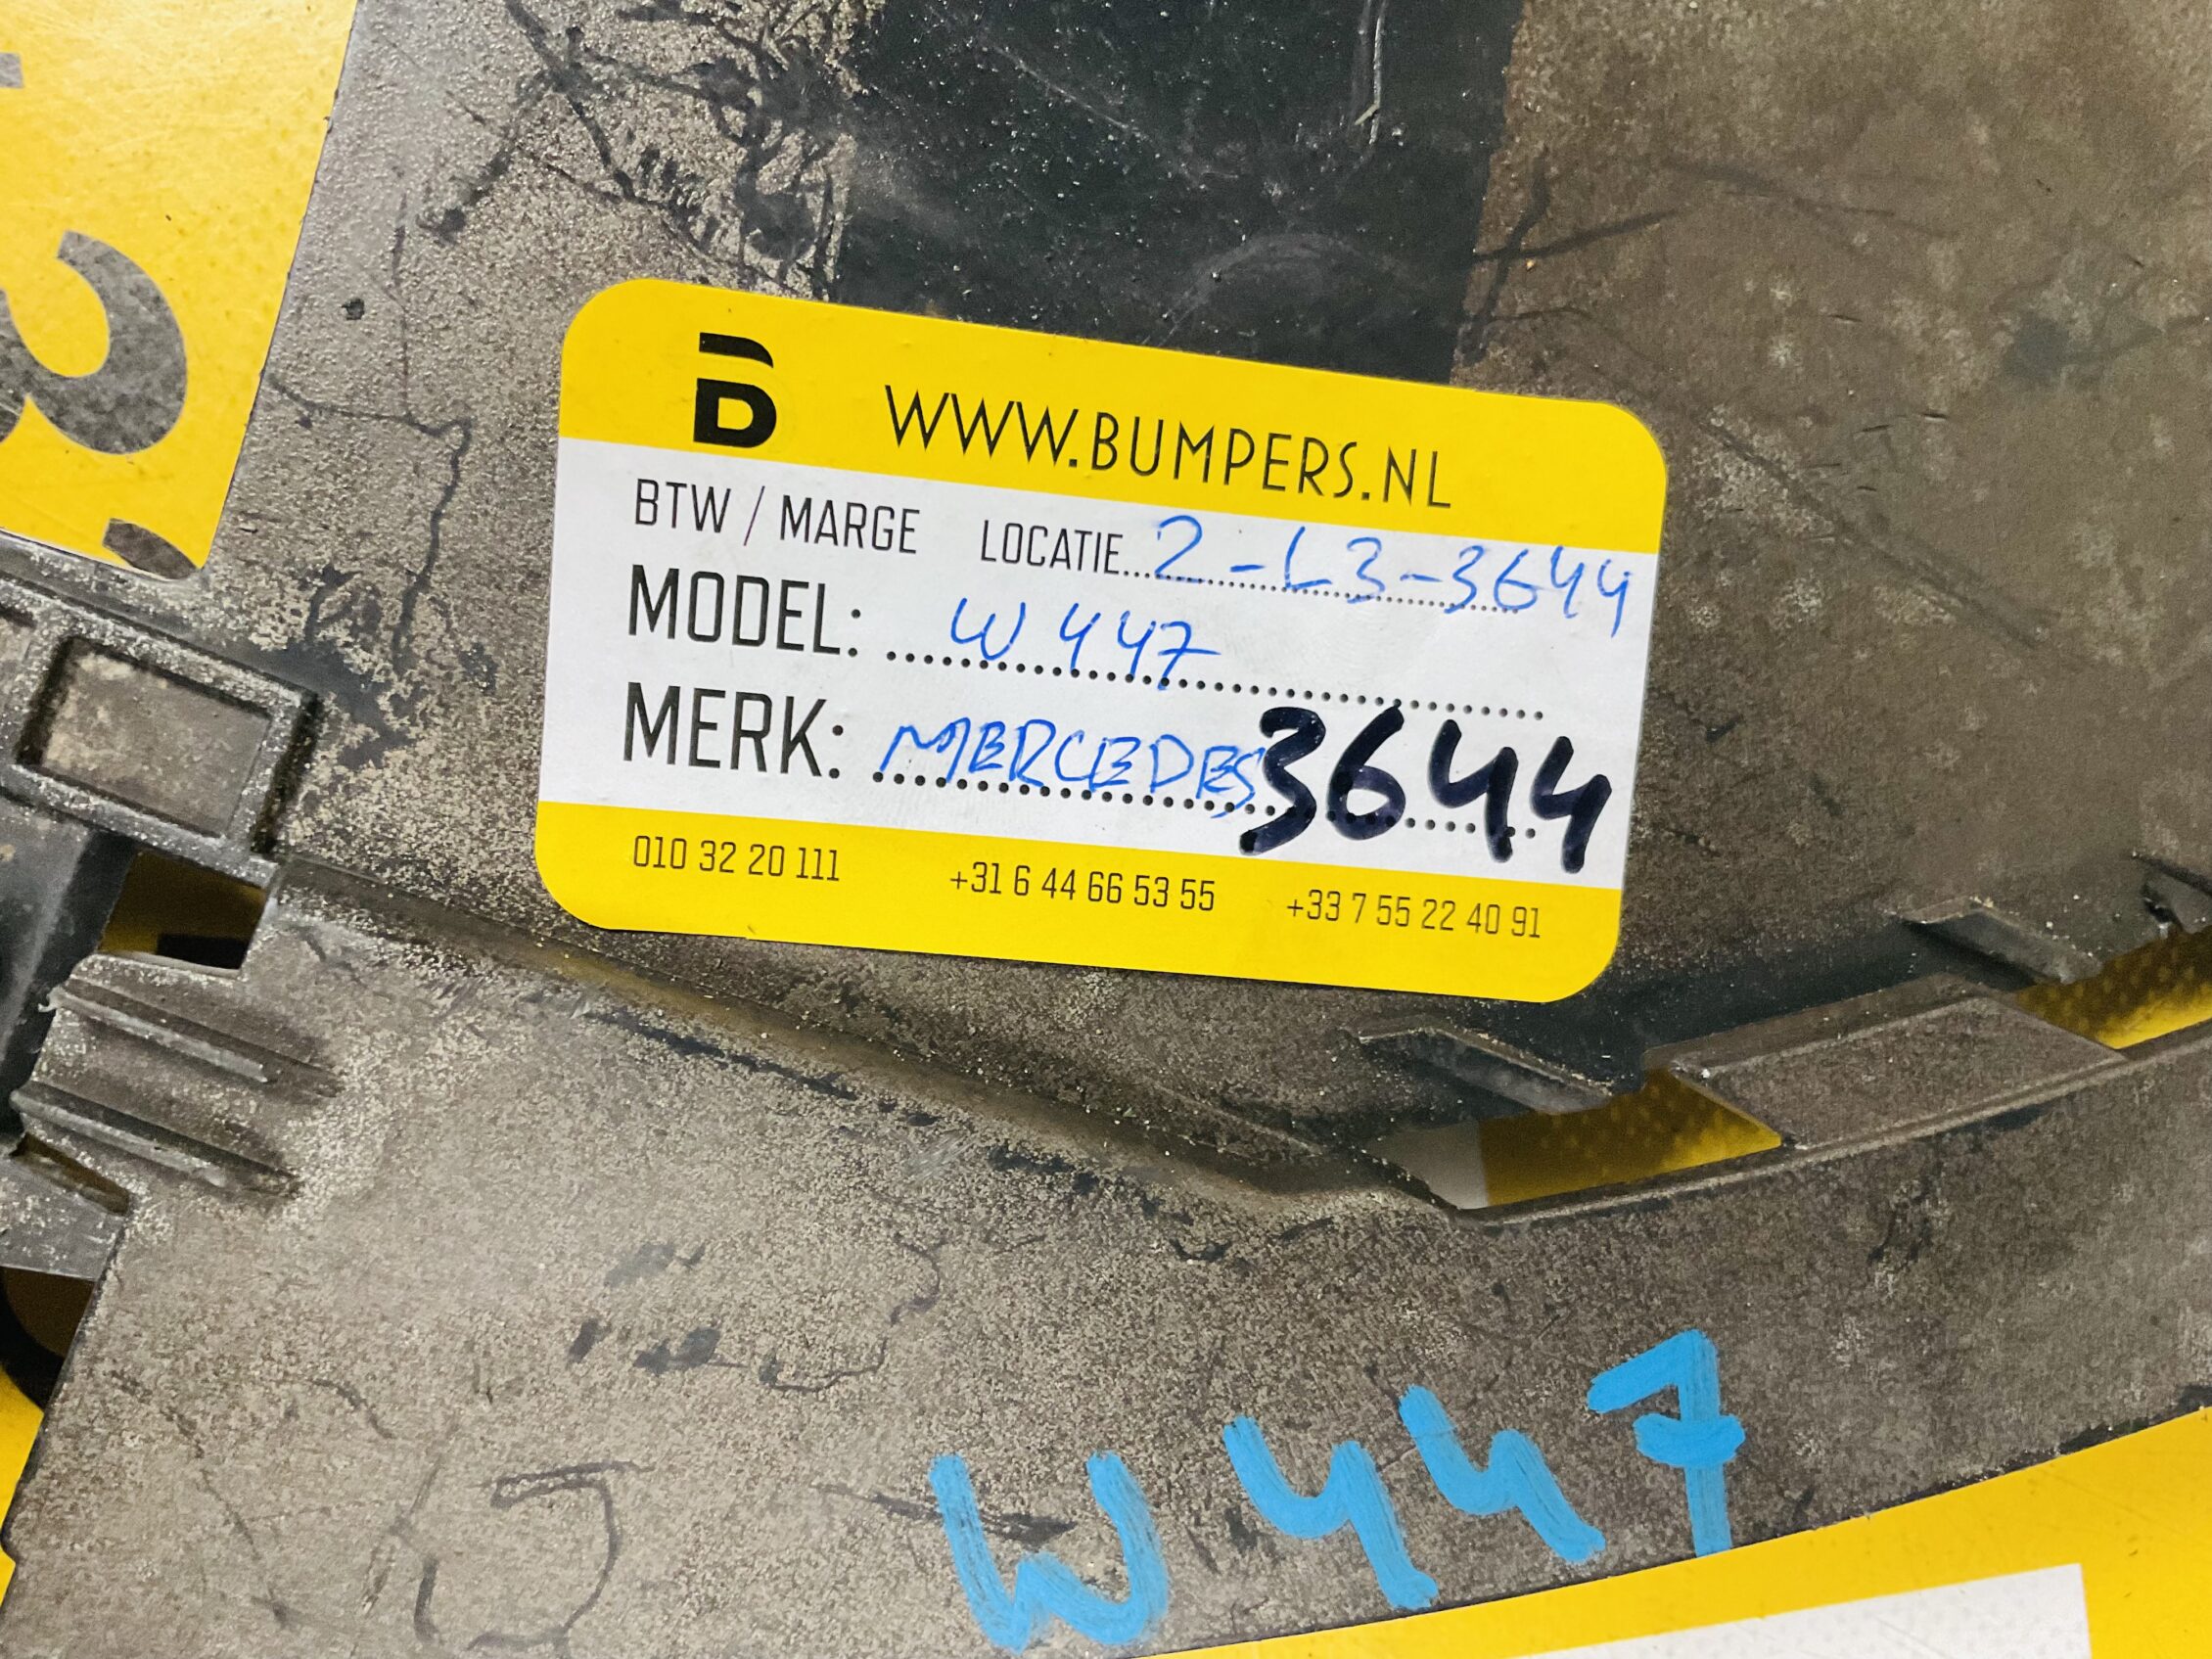 WWW.BUMPERS.NL
BTW / MARGE LOCATIE... 2-L3-3644
MODEL: W447
MERK: MERCEDES 3644
010 32 20 111 +31 6 44 66 53 55 +33 7 55 22 40 91
W447